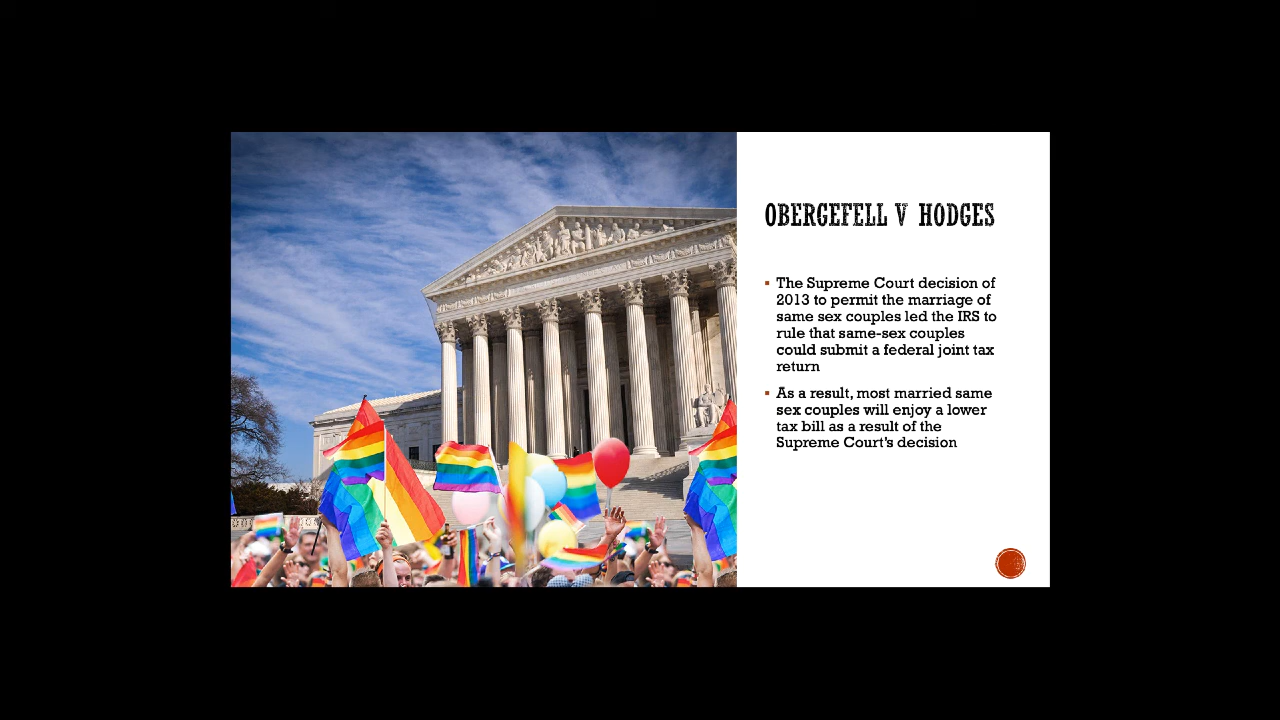 OBERGEFELL V HODGES
▪ The Supreme Court decision of
2013 to permit the marriage of
same sex couples led the IRS to
rule that same-sex couples
could submit a federal joint tax
return
▪ As a result, most married same
sex couples will enjoy a lower
tax bill as a result of the
Supreme Court's decision